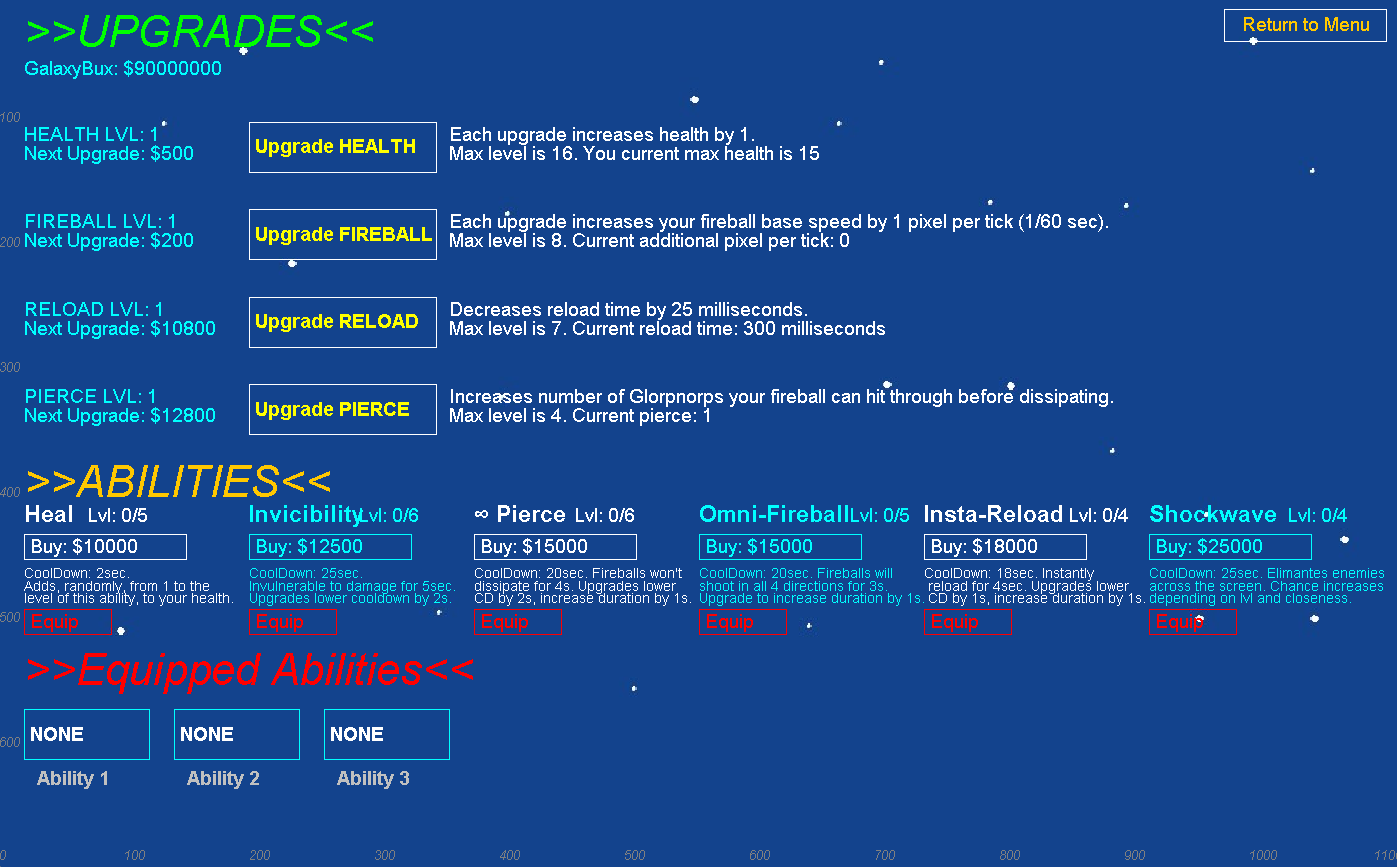 >>UPGRADES<<
Return to Menu
GalaxyBux: $90000000
100
HEALTH LVL: 1
Next Upgrade: $500
Upgrade HEALTH
Each upgrade increases health by 1.
Max level is 16. You current max health is 15
FIREBALL LVL: 1
200
Next Upgrade: $200
Upgrade FIREBALL
Each upgrade increases your fireball base speed by 1 pixel per tick (1/60 sec).
Max level is 8. Current additional pixel per tick: 0
RELOAD LVL: 1
Next Upgrade: $10800
Upgrade RELOAD
Decreases reload time by 25 milliseconds.
Max level is 7. Current reload time: 300 milliseconds
300
PIERCE LVL: 1
Next Upgrade: $12800
Upgrade PIERCE
Increases number of Glorpnorps your fireball can hit through before dissipating.
Max level is 4. Current pierce: 1
>>ABILITIES<<
400
Heal Lvl: 0/5
Buy: $10000
CoolDown: 2sec.
Adds, randomly, from 1 to the
level of this ability, to your health.
Equip
Invicibility Lvl: 0/6
Buy: $12500
CoolDown: 25sec.
Invulnerable to damage for 5sec.
Upgrades lower cooldown by 2s.
Equip
∞ Pierce Lvl: 0/6
Buy: $15000
CoolDown: 20sec. Fireballs won't
dissipate for 4s. Upgrades lower
CD by 2s, increase duration by 1s.
Equip
Omni-Fireball Lvl: 0/5
Buy: $15000
CoolDown: 20sec. Fireballs will
shoot in all 4 directions for 3s.
Upgrade to increase duration by 1s.
Equip
Insta-Reload Lvl: 0/4
Buy: $18000
CoolDown: 18sec. Instantly
reload for 4sec. Upgrades lower
CD by 1s, increase duration by 1s.
Equip
Shockwave Lvl: 0/4
Buy: $25000
CoolDown: 25sec. Elimantes enemies
across the screen. Chance increases
depending on lvl and closeness.
Equip
500
>>Equipped Abilities<<
600
NONE
Ability 1
NONE
Ability 2
NONE
Ability 3
0 100 200 300 400 500 600 700 800 900 1000 1100